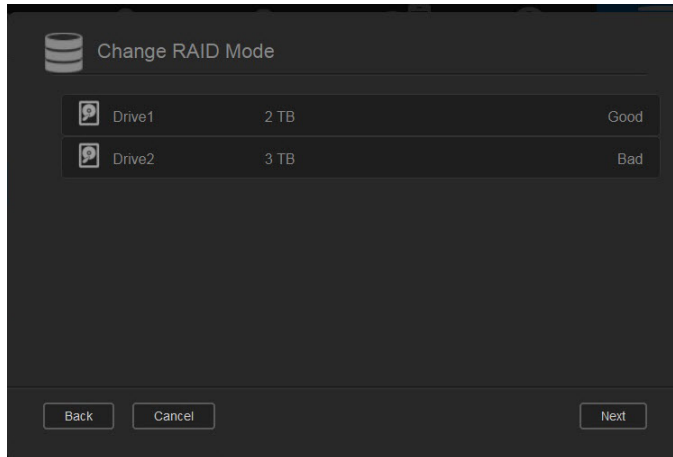 Change RAID Mode
Drive1 2 TB Good
Drive2 3 TB Bad
Back Cancel Next